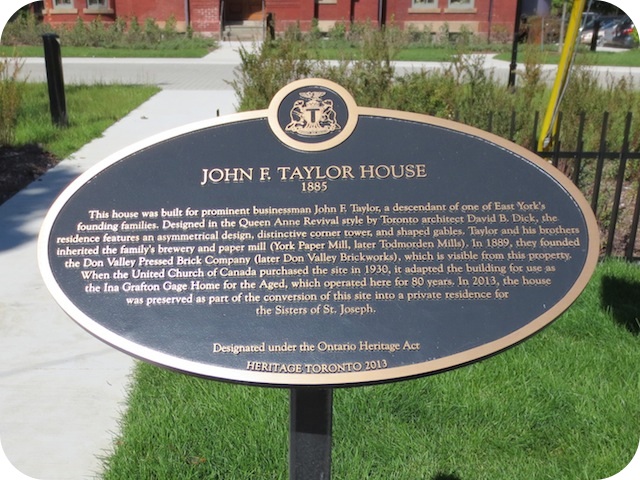 T
JOHN F. TAYLOR HOUSE
1885
This house was built for prominent businessman John F. Taylor, a descendant of one of East York's
founding families. Designed in the Queen Anne Revival style by Toronto architect David B. Dick, the
residence features an asymmetrical design, distinctive corner tower, and shaped gables. Taylor and his brothers
inherited the family's brewery and paper mill (York Paper Mill, later Todmorden Mills). In 1889, they founded
the Don Valley Pressed Brick Company (later Don Valley Brickworks), which is visible from this property.
When the United Church of Canada purchased the site in 1930, it adapted the building for use as
the Ina Grafton Gage Home for the Aged, which operated here for 80 years. In 2013, the house
was preserved as part of the conversion of this site into a private residence for
the Sisters of St. Joseph.
Designated under the Ontario Heritage Act
HERITAGE TORONTO 2013